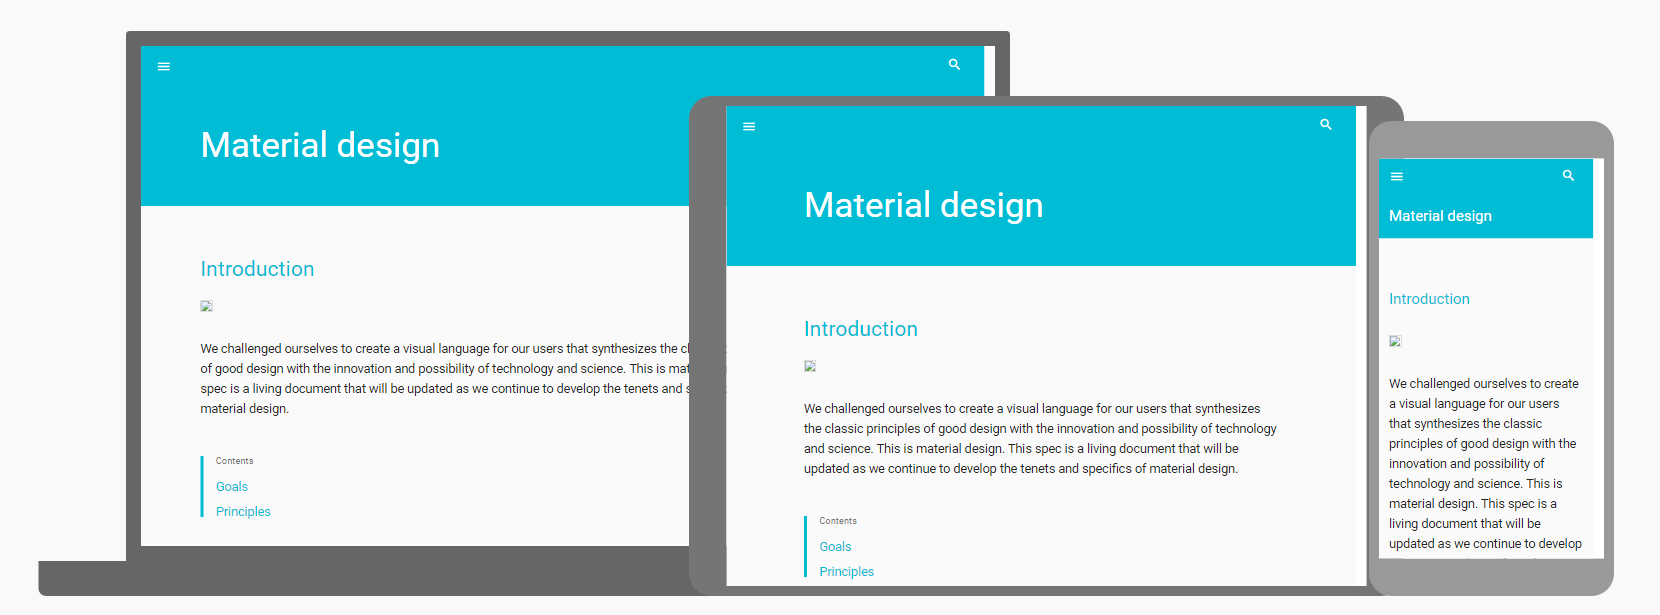 Material design
Introduction
We challenged ourselves to create a visual language for our users that synthesizes the
of good design with the innovation and possibility of technology and science. This is
spec is a living document that will be updated as we continue to develop the tenets and
material design.
Contents
Goals
Principles
Material design
Introduction
We challenged ourselves to create a visual language for our users that synthesizes
the classic principles of good design with the innovation and possibility of technology
and science. This is material design. This spec is a living document that will be
updated as we continue to develop the tenets and specifics of material design.
Contents
Goals
Principles
Material design
Introduction
We challenged ourselves to create
a visual language for our users
that synthesizes the classic
principles of good design with the
innovation and possibility of
technology and science. This is
material design. This spec is a
living document that will be
updated as we continue to develop